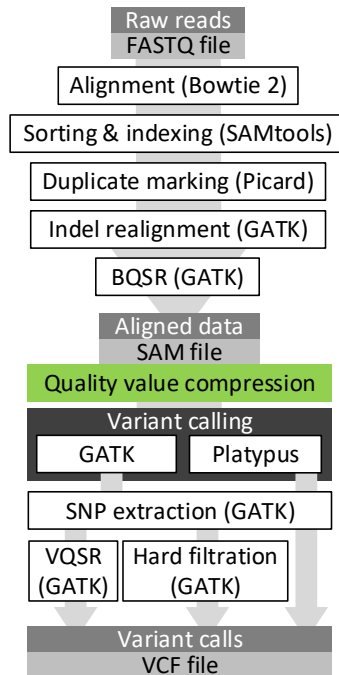 Raw reads
FASTQ file
Alignment (Bowtie 2)
Sorting & indexing (SAMtools)
Duplicate marking (Picard)
Indel realignment (GATK)
BQSR (GATK)
Aligned data
SAM file
Quality value compression
Variant calling
GATK Platypus
SNP extraction (GATK)
VQSR Hard filtration
(GATK) (GATK)
Variant calls
VCF file